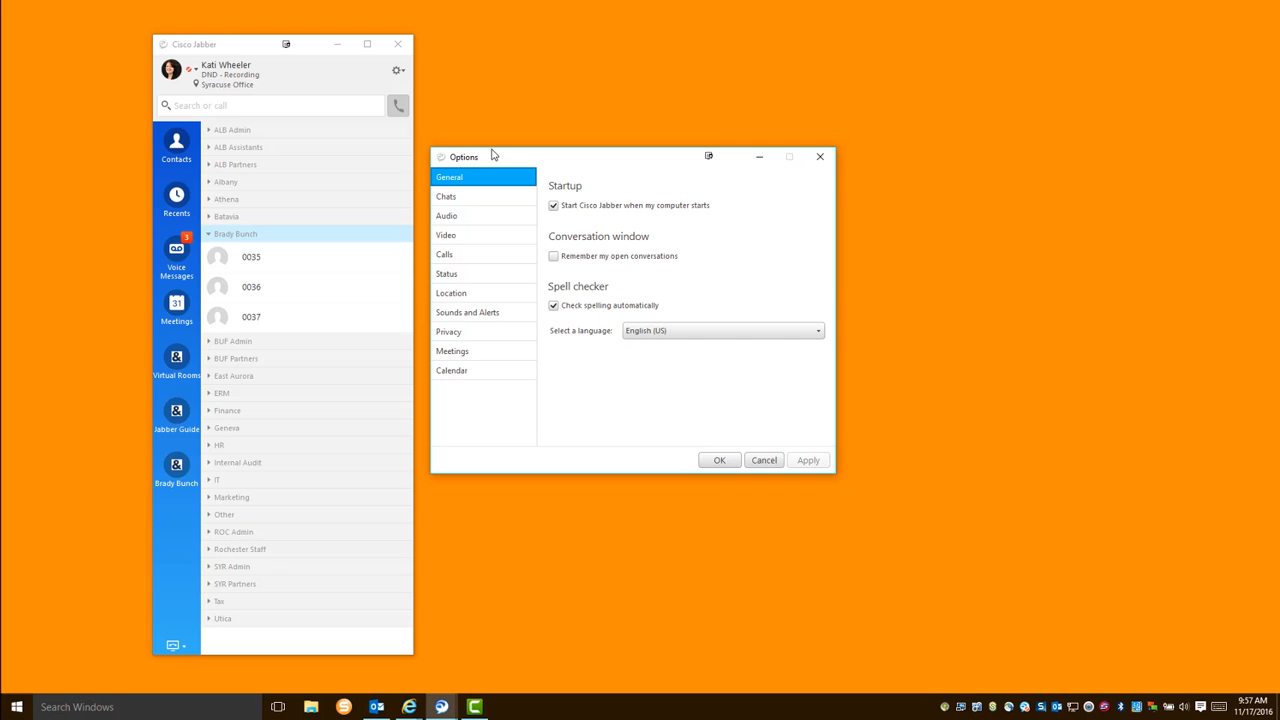 Cisco Jabber
Kati Wheeler
DND - Recording
Syracuse Office
Search or call
Contacts
Recents
3
Voice
Messages
31
Meetings
&
Virtual Rooms
&
Jabber Guide
&
Brady Bunch
ALB Admin
ALB Assistants
ALB Partners
Albany
Athena
Batavia
Brady Bunch
0035
0036
0037
BUF Admin
BUF Partners
East Aurora
ERM
Finance
Geneva
HR
Internal Audit
IT
Marketing
Other
ROC Admin
Rochester Staff
SYR Admin
SYR Partners
Tax
Utica
Options
General
Chats
Audio
Video
Calls
Status
Location
Sounds and Alerts
Privacy
Meetings
Calendar
Startup
Start Cisco Jabber when my computer starts
Conversation window
Remember my open conversations
Spell checker
Check spelling automatically
Select a language: English (US)
OK Cancel Apply
Search Windows
9:57 AM
11/17/2016